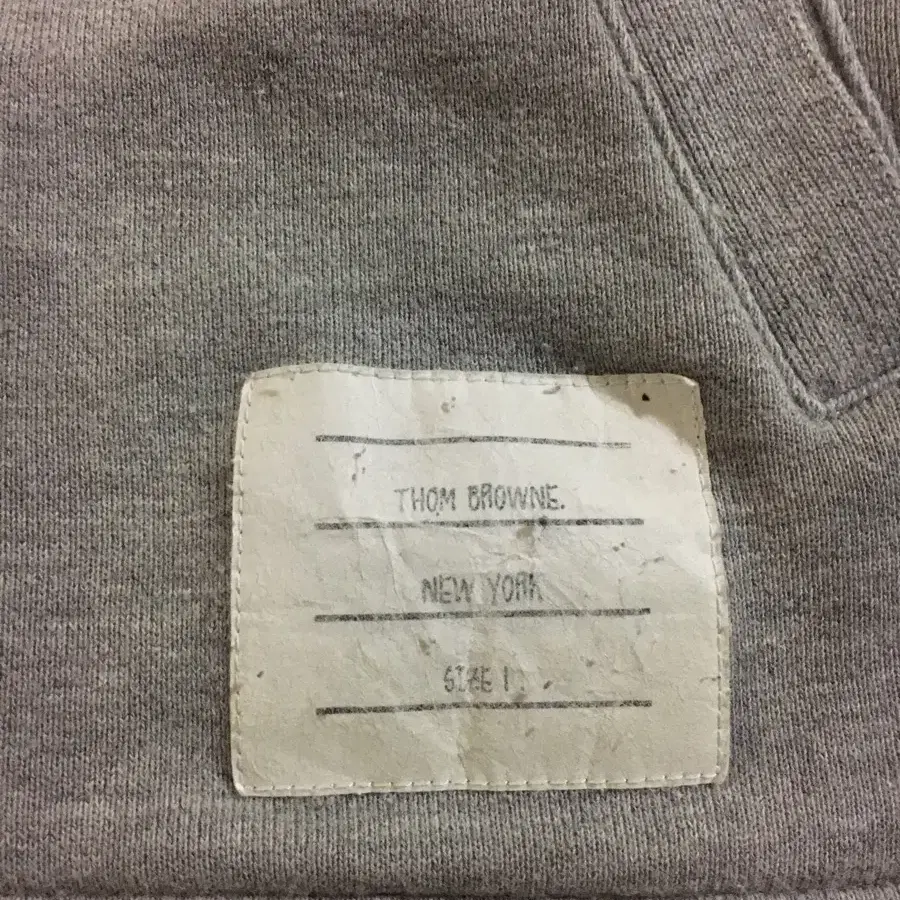 THOM BROWNE.
NEW YORK
SIZE 1